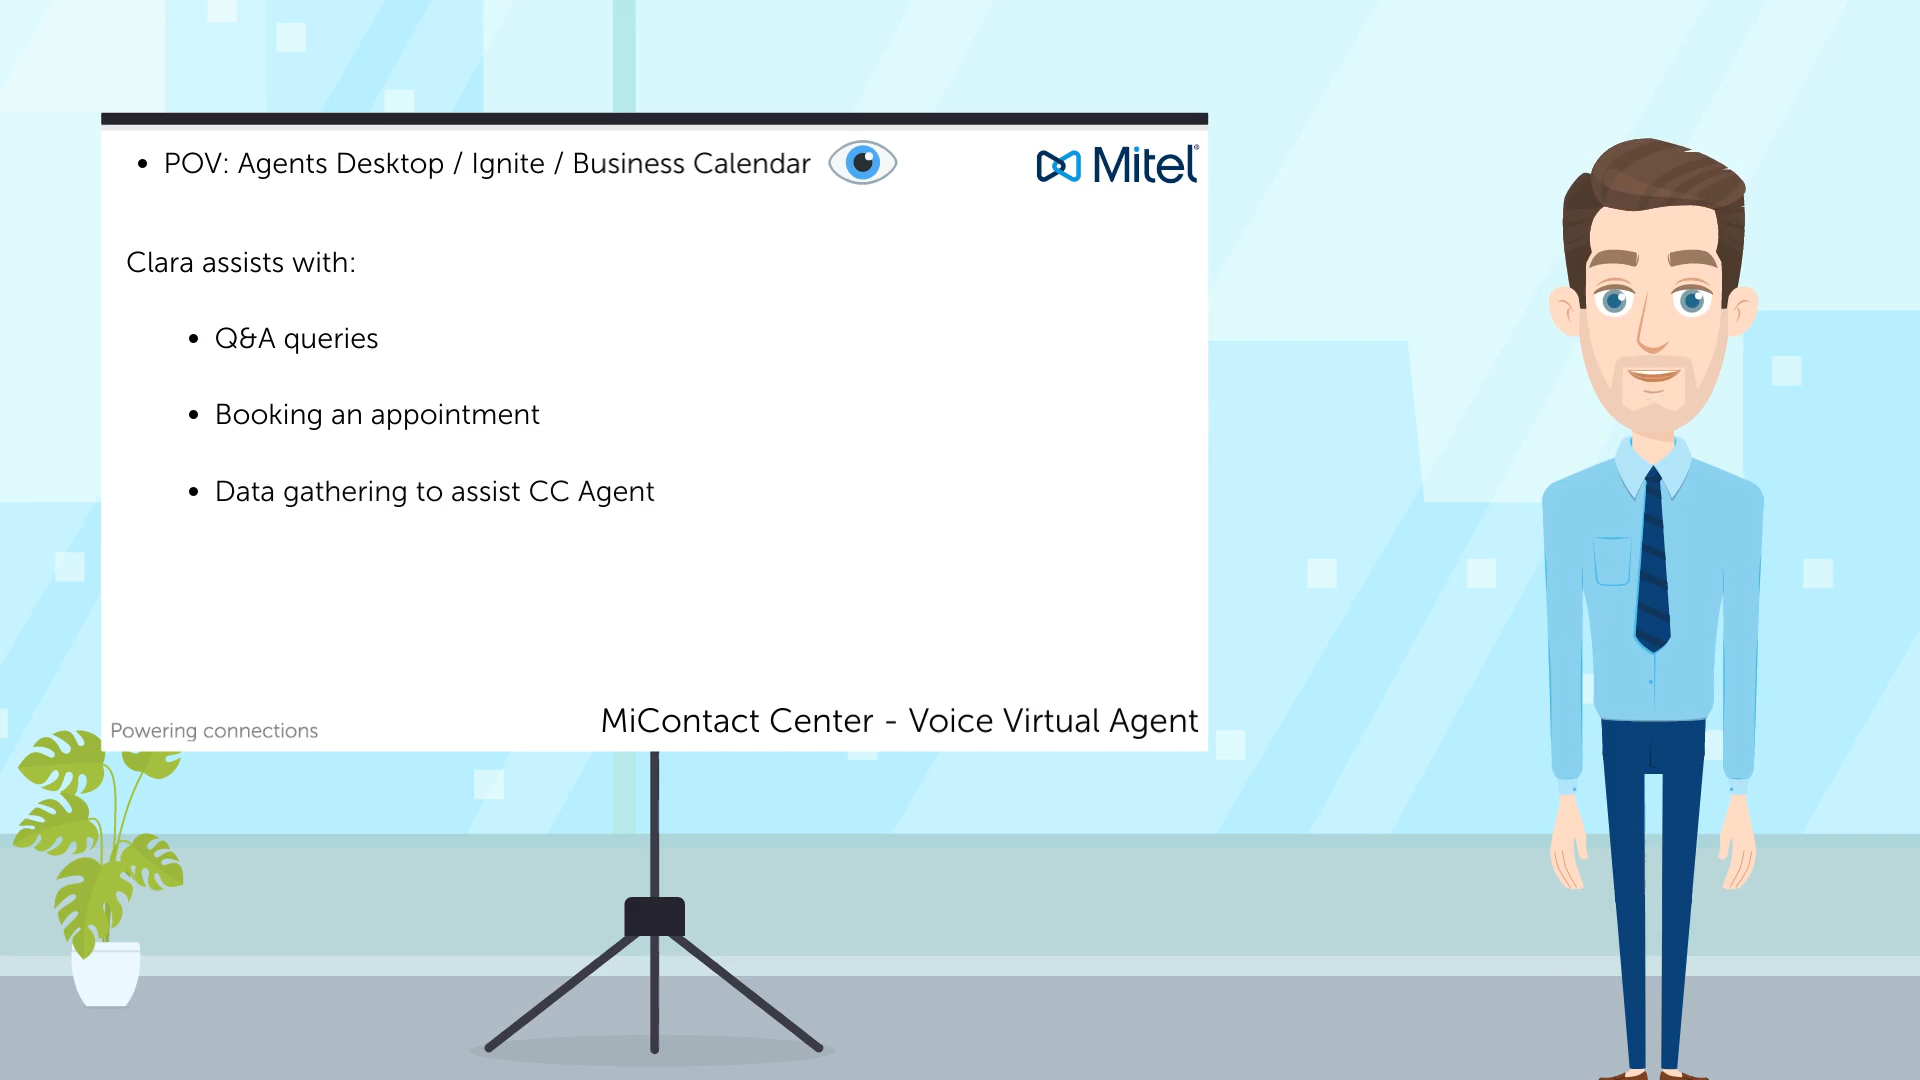 • POV: Agents Desktop / Ignite / Business Calendar
Mitel®
Clara assists with:
• Q&A queries
• Booking an appointment
• Data gathering to assist CC Agent
Powering connections
MiContact Center - Voice Virtual Agent